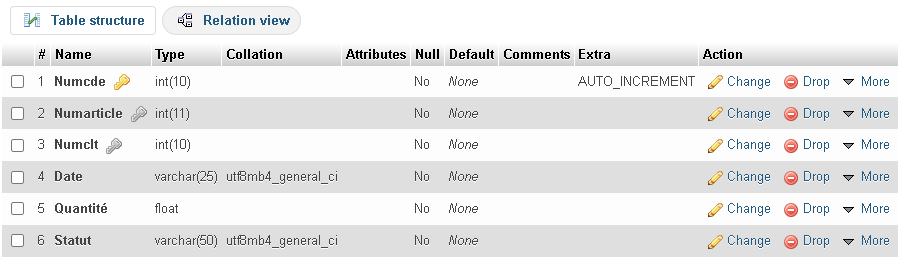 Table structure Relation view
# Name Type Collation Attributes Null Default Comments Extra Action
1 Numcde int(10) No None AUTO_INCREMENT Change Drop More
2 Numarticle int(11) No None Change Drop More
3 Numclt int(10) No None Change Drop More
4 Date varchar(25) utf8mb4_general_ci No None Change Drop More
5 Quantité float No None Change Drop More
6 Statut varchar(50) utf8mb4_general_ci No None Change Drop More